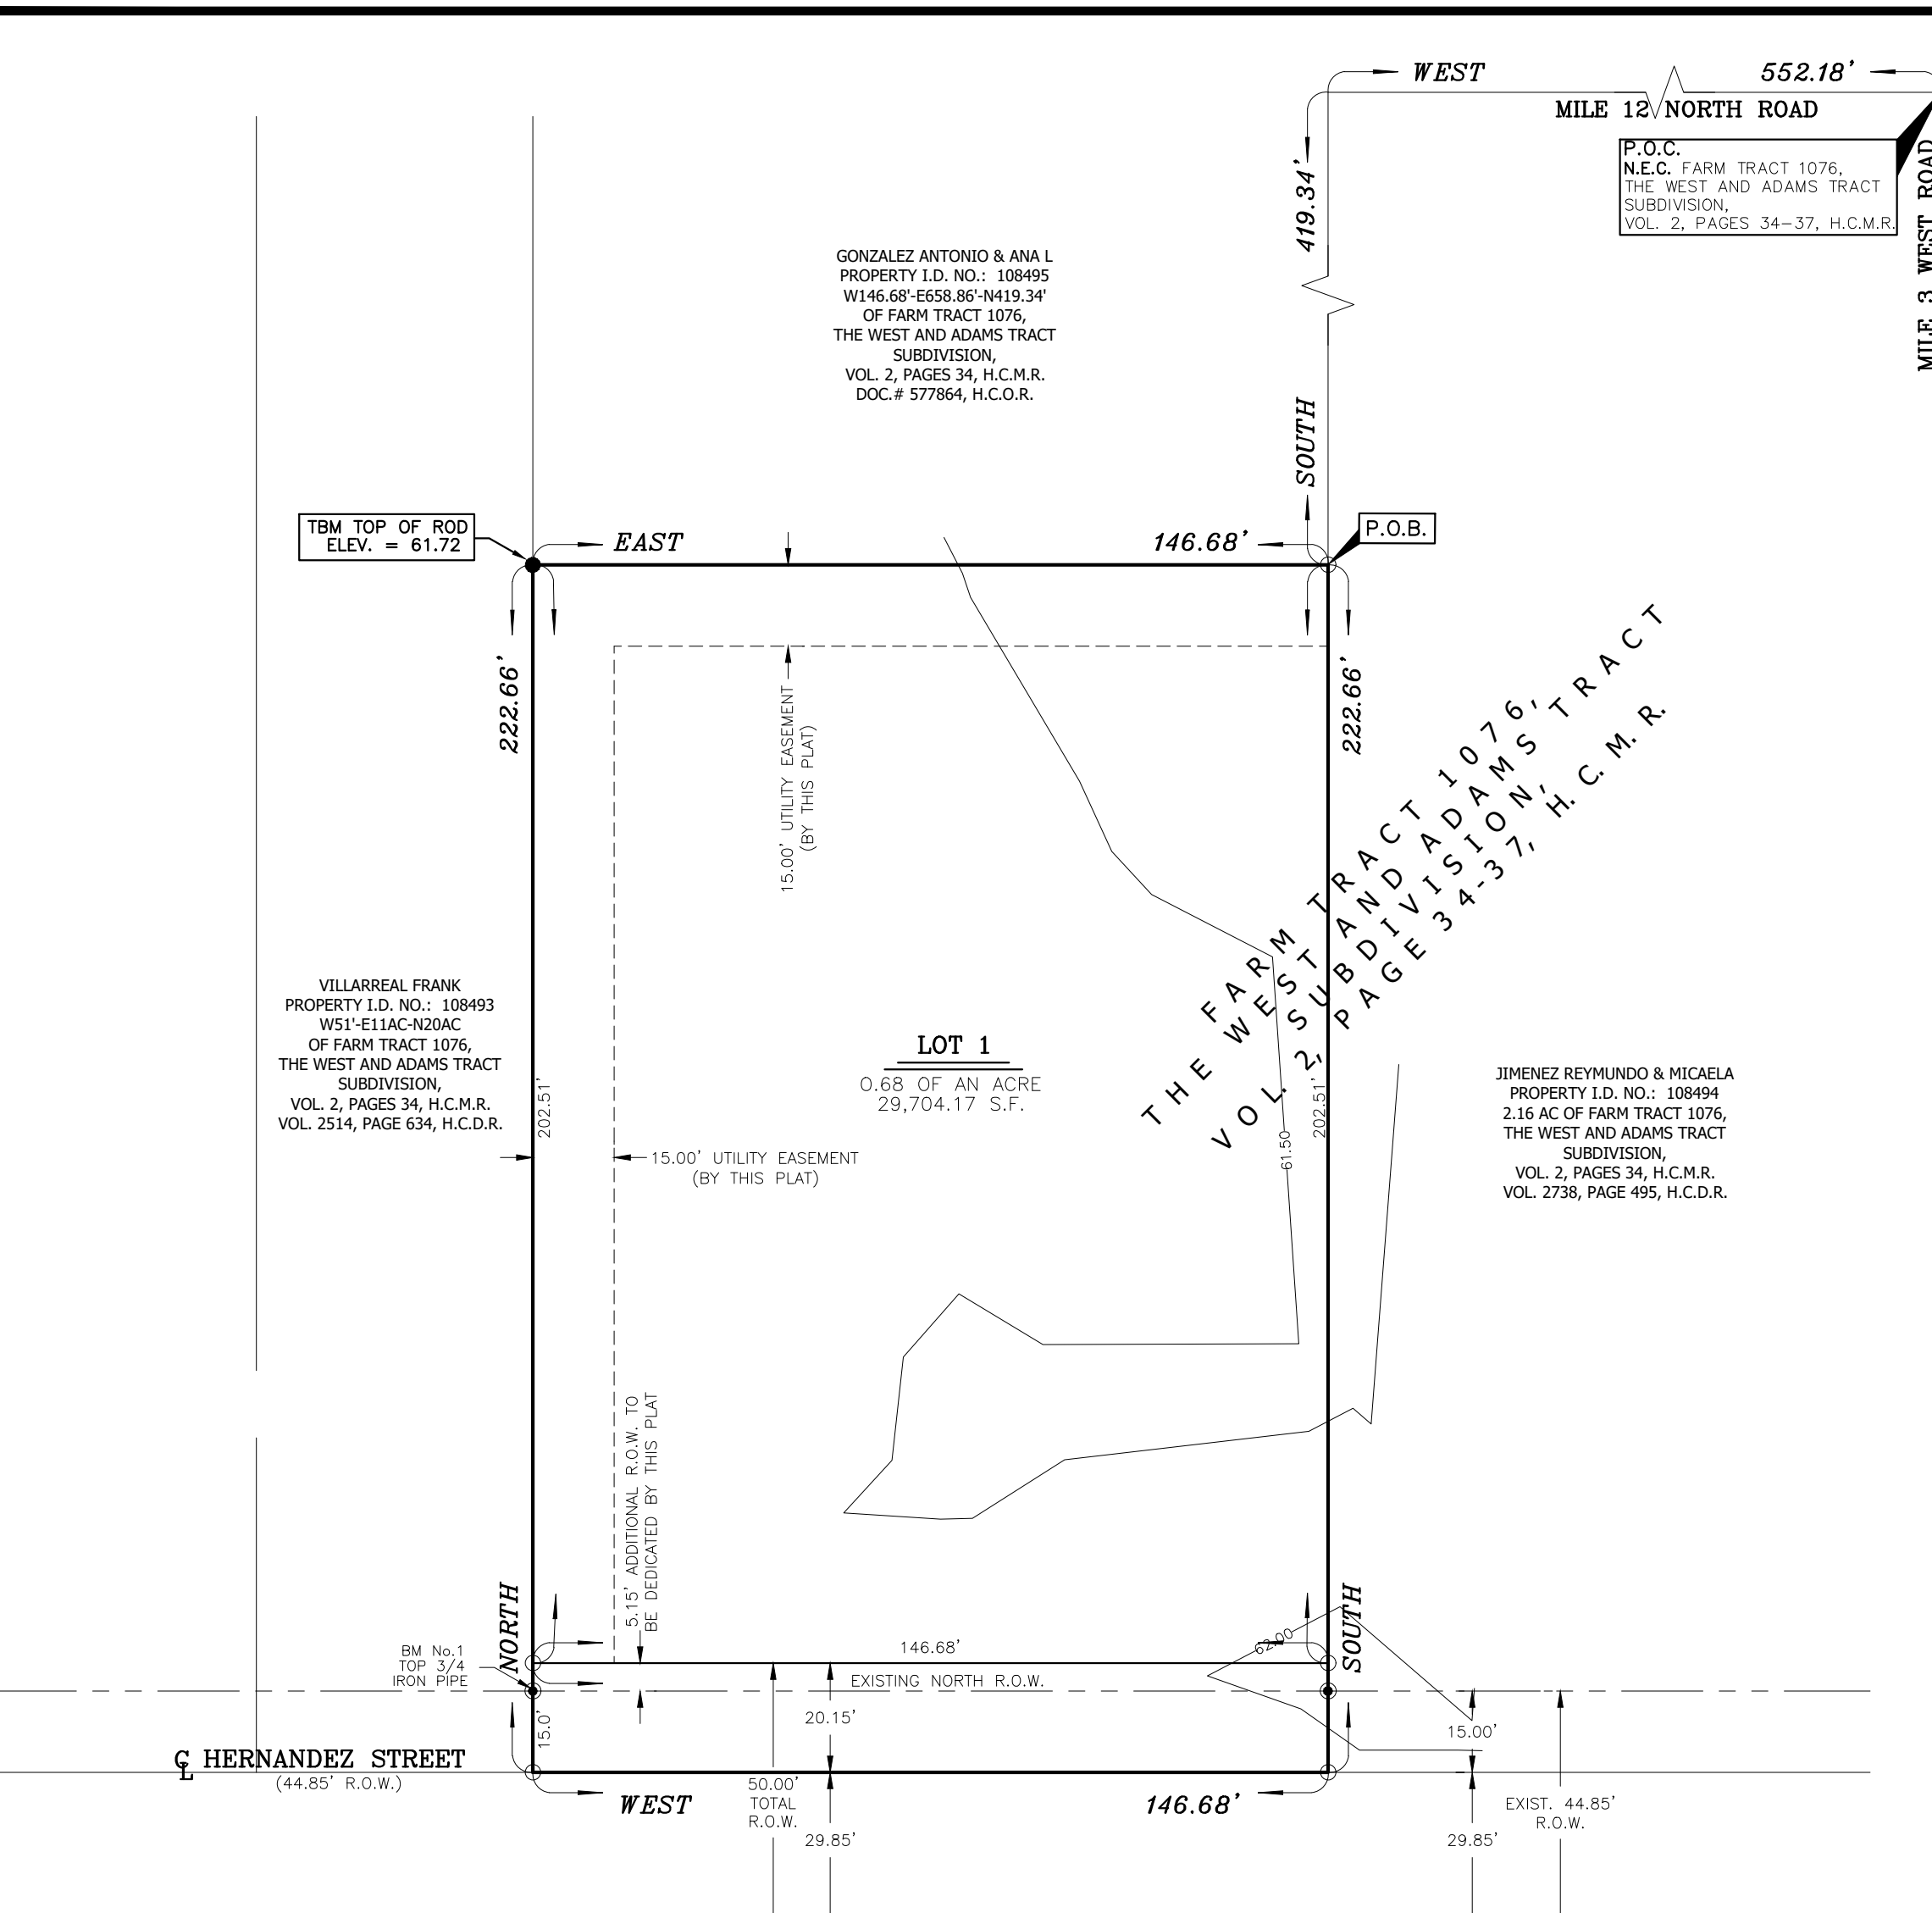 WEST
552.18'
MILE 12 NORTH ROAD
P.O.C.
N.E.C. FARM TRACT 1076,
THE WEST AND ADAMS TRACT
SUBDIVISION,
VOL. 2, PAGES 34-37, H.C.M.R.
MILE 3 WEST ROAD
419.34'
SOUTH
GONZALEZ ANTONIO & ANA L
PROPERTY I.D. NO.: 108495
W146.68'-E658.86'-N419.34'
OF FARM TRACT 1076,
THE WEST AND ADAMS TRACT
SUBDIVISION,
VOL. 2, PAGES 34, H.C.M.R.
DOC.# 577864, H.C.O.R.
TBM TOP OF ROD
ELEV. = 61.72
EAST
146.68'
P.O.B.
222.66'
222.66'
15.00' UTILITY EASEMENT
(BY THIS PLAT)
FARM TRACT 1076,
THE WEST AND ADAMS TRACT
SUBDIVISION,
VOL. 2, PAGE 34-37, H.C.M.R.
VILLARREAL FRANK
PROPERTY I.D. NO.: 108493
W51'-E11AC-N20AC
OF FARM TRACT 1076,
THE WEST AND ADAMS TRACT
SUBDIVISION,
VOL. 2, PAGES 34, H.C.M.R.
VOL. 2514, PAGE 634, H.C.D.R.
202.51'
LOT 1
0.68 OF AN ACRE
29,704.17 S.F.
202.51'
61.50
JIMENEZ REYMUNDO & MICAELA
PROPERTY I.D. NO.: 108494
2.16 AC OF FARM TRACT 1076,
THE WEST AND ADAMS TRACT
SUBDIVISION,
VOL. 2, PAGES 34, H.C.M.R.
VOL. 2738, PAGE 495, H.C.D.R.
15.00' UTILITY EASEMENT
(BY THIS PLAT)
5.15' ADDITIONAL R.O.W. TO
BE DEDICATED BY THIS PLAT
NORTH
SOUTH
62.00
BM No.1
TOP 3/4
IRON PIPE
146.68'
EXISTING NORTH R.O.W.
15.0'
20.15'
15.00'
℄ HERNANDEZ STREET
(44.85' R.O.W.)
WEST
146.68'
50.00'
TOTAL
R.O.W.
29.85'
EXIST. 44.85'
R.O.W.
29.85'